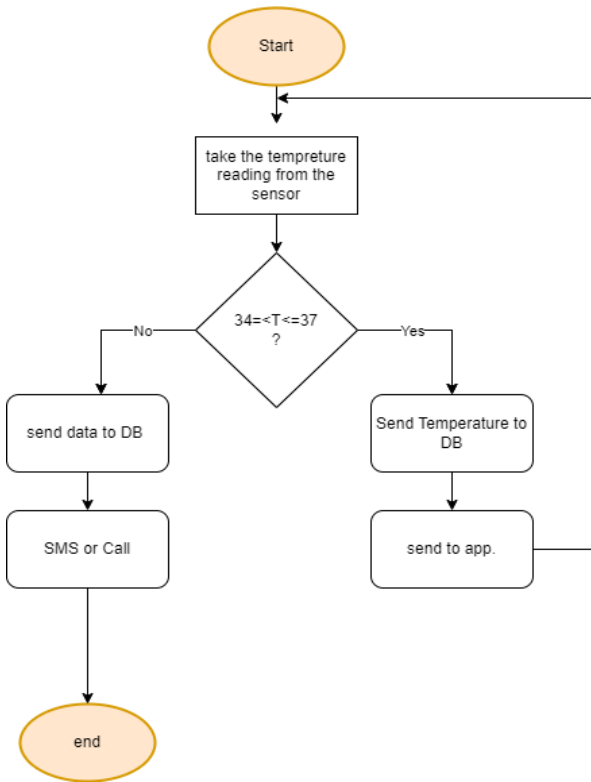 Start
take the tempreture
reading from the
sensor
34=<T<=37
?
No
Yes
send data to DB
Send Temperature to
DB
SMS or Call
send to app.
end